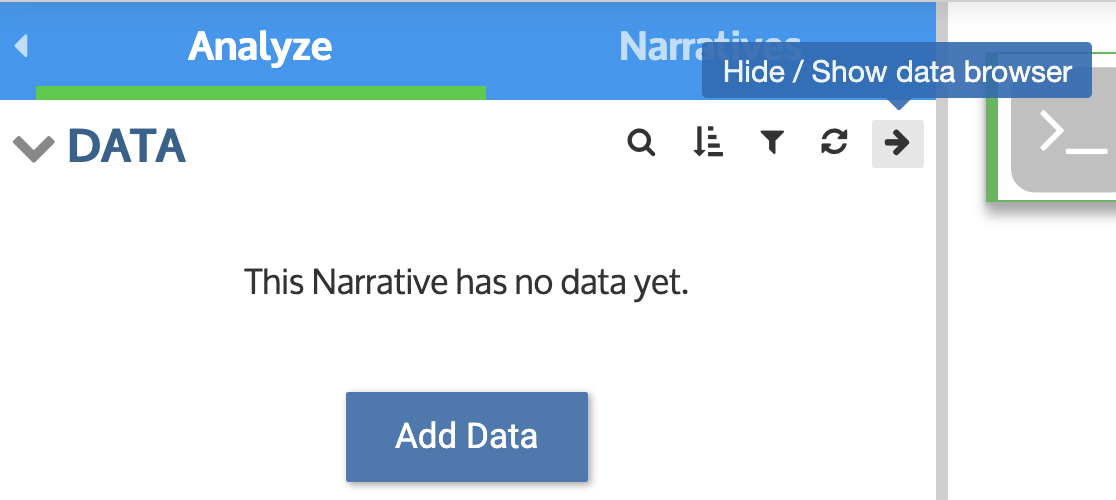 Analyze
Narratives
Hide / Show data browser
DATA
This Narrative has no data yet.
Add Data